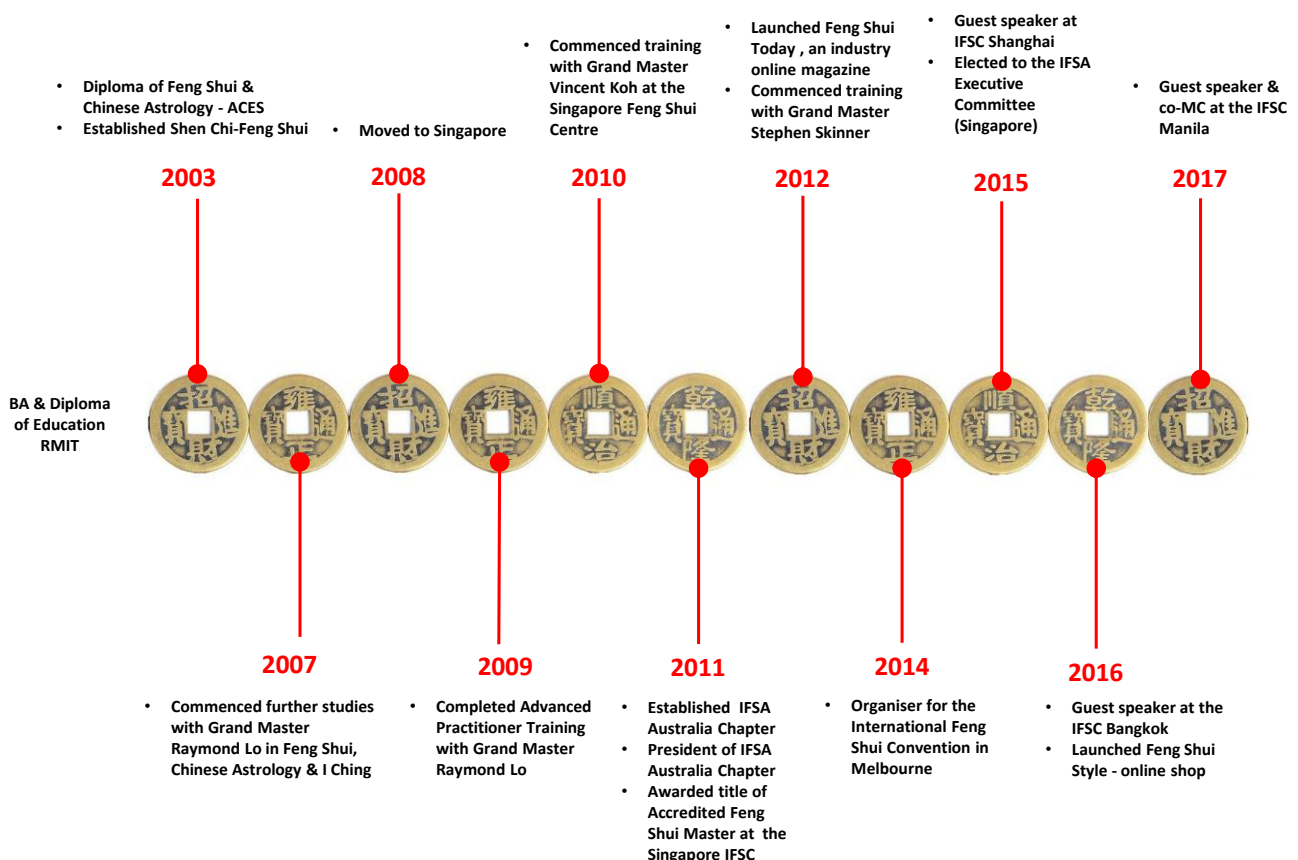 • Diploma of Feng Shui &
Chinese Astrology - ACES
• Established Shen Chi-Feng Shui
2003
• Moved to Singapore
2008
• Commenced training
with Grand Master
Vincent Koh at the
Singapore Feng Shui
Centre
2010
• Launched Feng Shui
Today , an industry
online magazine
• Commenced training
with Grand Master
Stephen Skinner
2012
• Guest speaker at
IFSC Shanghai
• Elected to the IFSA
Executive
Committee
(Singapore)
2015
• Guest speaker &
co-MC at the IFSC
Manila
2017
BA & Diploma
of Education
RMIT
招財進寶
雍正通寶
招財進寶
雍正通寶
順治通寶
乾隆通寶
招財進寶
雍正通寶
順治通寶
乾隆通寶
招財進寶
2007
• Commenced further studies
with Grand Master
Raymond Lo in Feng Shui,
Chinese Astrology & I Ching
2009
• Completed Advanced
Practitioner Training
with Grand Master
Raymond Lo
2011
• Established IFSA
Australia Chapter
• President of IFSA
Australia Chapter
• Awarded title of
Accredited Feng
Shui Master at the
Singapore IFSC
2014
• Organiser for the
International Feng
Shui Convention in
Melbourne
2016
• Guest speaker at the
IFSC Bangkok
• Launched Feng Shui
Style - online shop